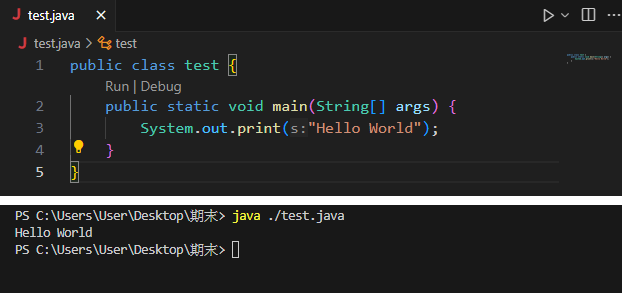 J test.java ×
J test.java > test
1 public class test {
Run | Debug
2 public static void main(String[] args) {
3 System.out.print(s:"Hello World");
4 }
5 }
PS C:\Users\User\Desktop\期末> java ./test.java
Hello World
PS C:\Users\User\Desktop\期末>